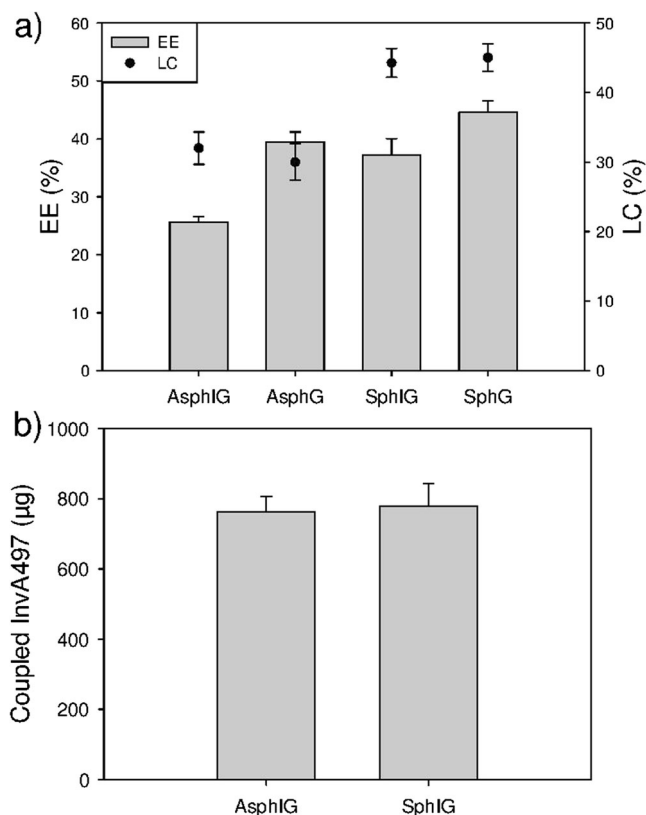 a)
EE
LC
60
50
40
30
20
10
0
EE (%)
50
40
30
20
10
0
LC (%)
AsphIG AsphG SphIG SphG
b)
1000
800
600
400
200
0
Coupled InvA497 (µg)
AsphIG SphIG